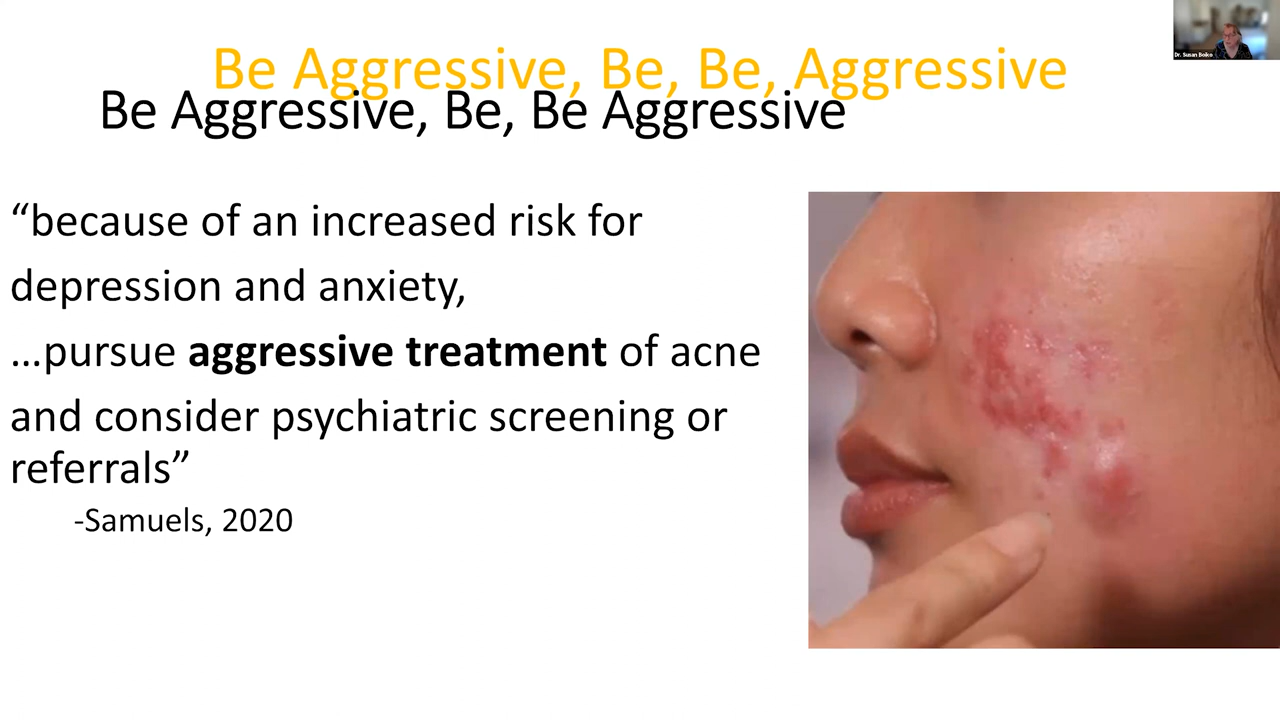 Be Aggressive, Be, Be, Aggressive
Be Aggressive, Be, Be Aggressive
“because of an increased risk for
depression and anxiety,
…pursue aggressive treatment of acne
and consider psychiatric screening or
referrals”
-Samuels, 2020
Dr. Susan Boiko